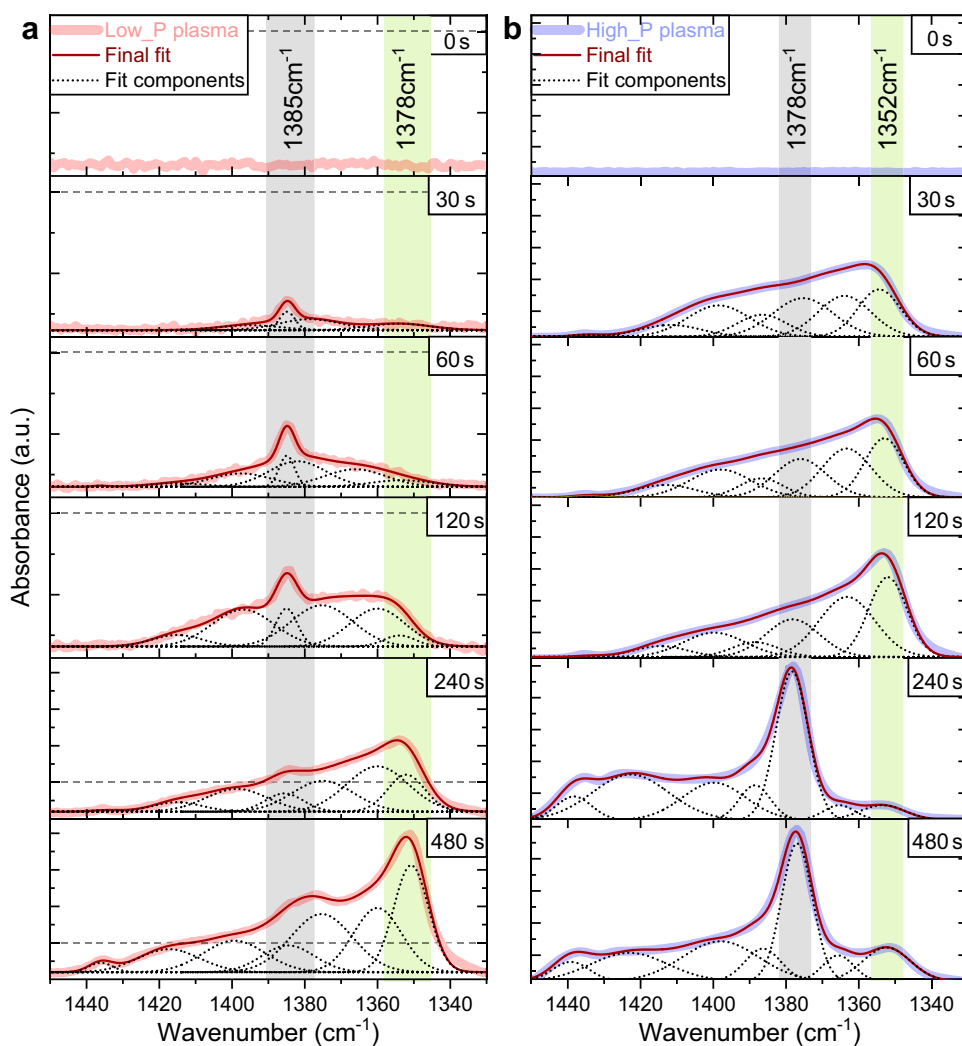 a
Low_P plasma
Final fit
Fit components
1385cm⁻¹
1378cm⁻¹
0 s
30 s
60 s
120 s
240 s
480 s
b
High_P plasma
Final fit
Fit components
1378cm⁻¹
1352cm⁻¹
0 s
30 s
60 s
120 s
240 s
480 s
Absorbance (a.u.)
1440 1420 1400 1380 1360 1340
Wavenumber (cm⁻¹)
1440 1420 1400 1380 1360 1340
Wavenumber (cm⁻¹)